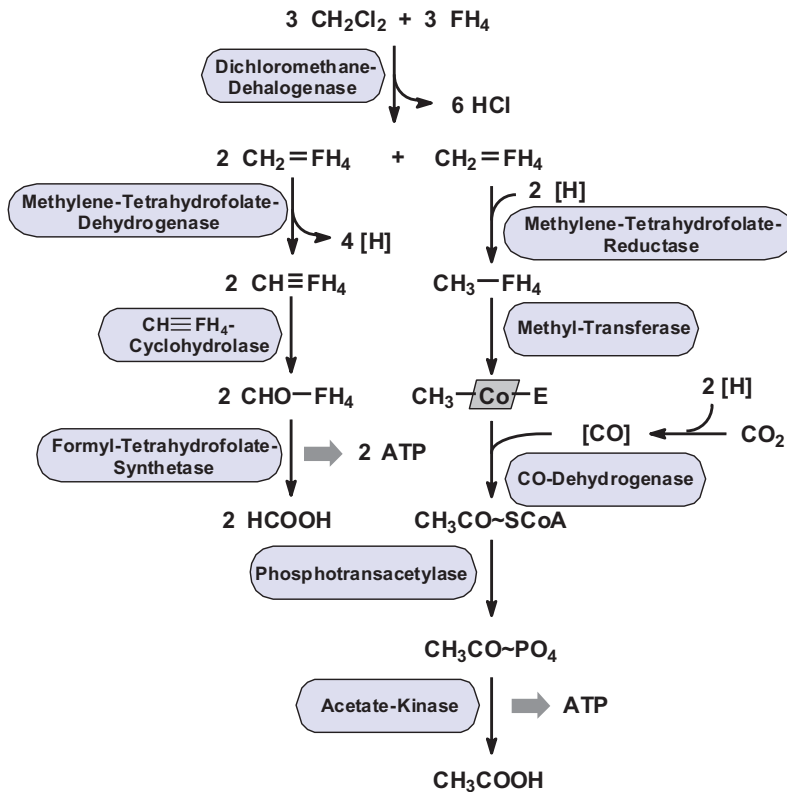 3 CH2Cl2 + 3 FH4
Dichloromethane-
Dehalogenase
6 HCl
2 CH2=FH4 + CH2=FH4
Methylene-Tetrahydrofolate-
Dehydrogenase
4 [H]
2 [H]
Methylene-Tetrahydrofolate-
Reductase
2 CH≡FH4
CH3—FH4
CH≡FH4-
Cyclohydrolase
Methyl-Transferase
2 CHO—FH4
CH3—Co—E
2 [H]
[CO]
CO2
Formyl-Tetrahydrofolate-
Synthetase
2 ATP
CO-Dehydrogenase
2 HCOOH
CH3CO~SCoA
Phosphotransacetylase
CH3CO~PO4
Acetate-Kinase
ATP
CH3COOH